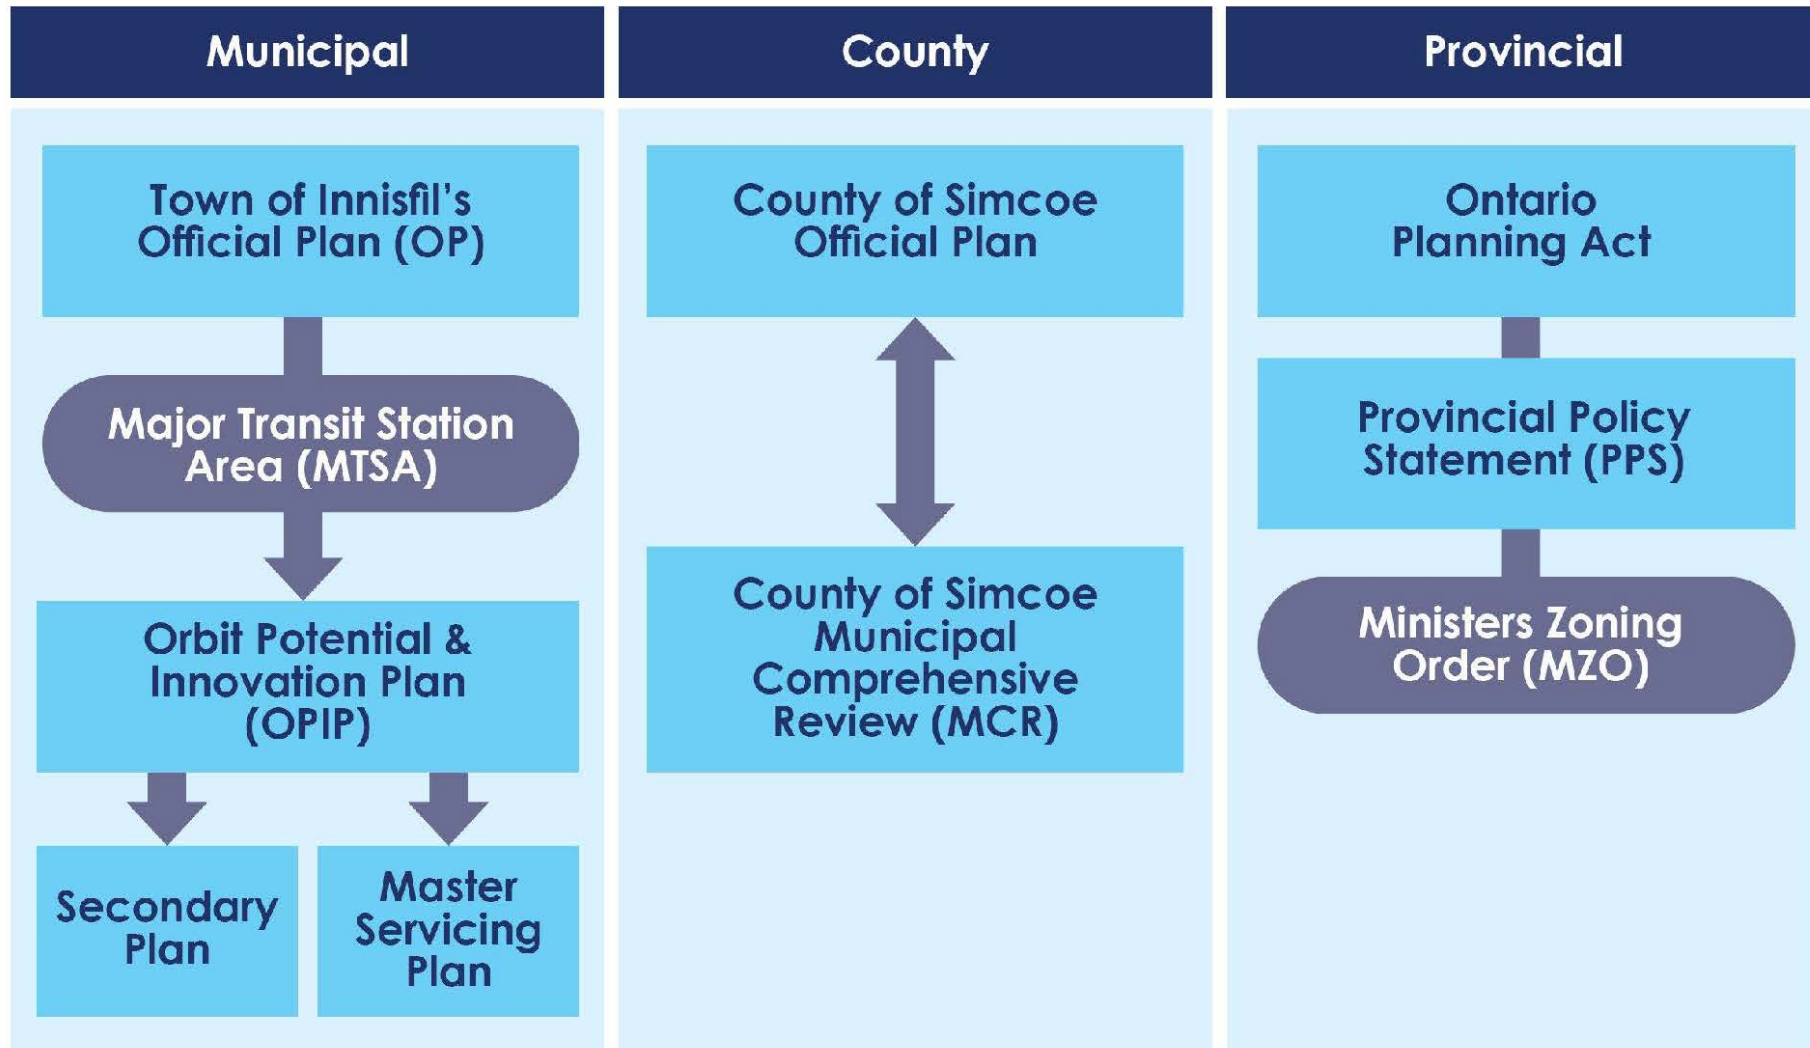 Municipal
Town of Innisfil's
Official Plan (OP)
Major Transit Station
Area (MTSA)
Orbit Potential &
Innovation Plan
(OPIP)
Secondary
Plan
Master
Servicing
Plan
County
County of Simcoe
Official Plan
County of Simcoe
Municipal
Comprehensive
Review (MCR)
Provincial
Ontario
Planning Act
Provincial Policy
Statement (PPS)
Ministers Zoning
Order (MZO)